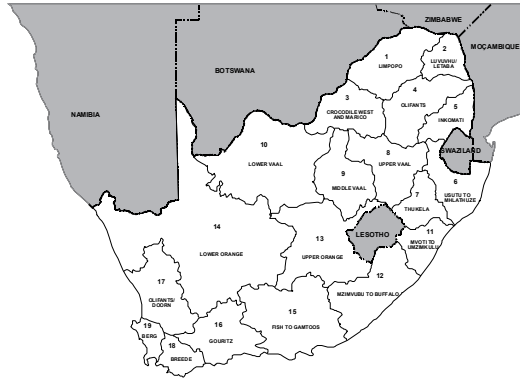 ZIMBABWE
MOÇAMBIQUE
BOTSWANA
NAMIBIA
1
LIMPOPO
2
LUVUVHU/
LETABA
3
CROCODILE WEST
AND MARICO
4
OLIFANTS
5
INKOMATI
SWAZILAND
10
LOWER VAAL
8
UPPER VAAL
9
MIDDLE VAAL
6
USUTU TO
MHLATHUZE
7
THUKELA
LESOTHO
11
MVOTI TO
UMZIMKULU
14
LOWER ORANGE
13
UPPER ORANGE
12
MZIMVUBU TO BUFFALO
17
OLIFANTS/
DOORN
15
FISH TO GAMTOOS
16
GOURITZ
19
BERG
18
BREEDE